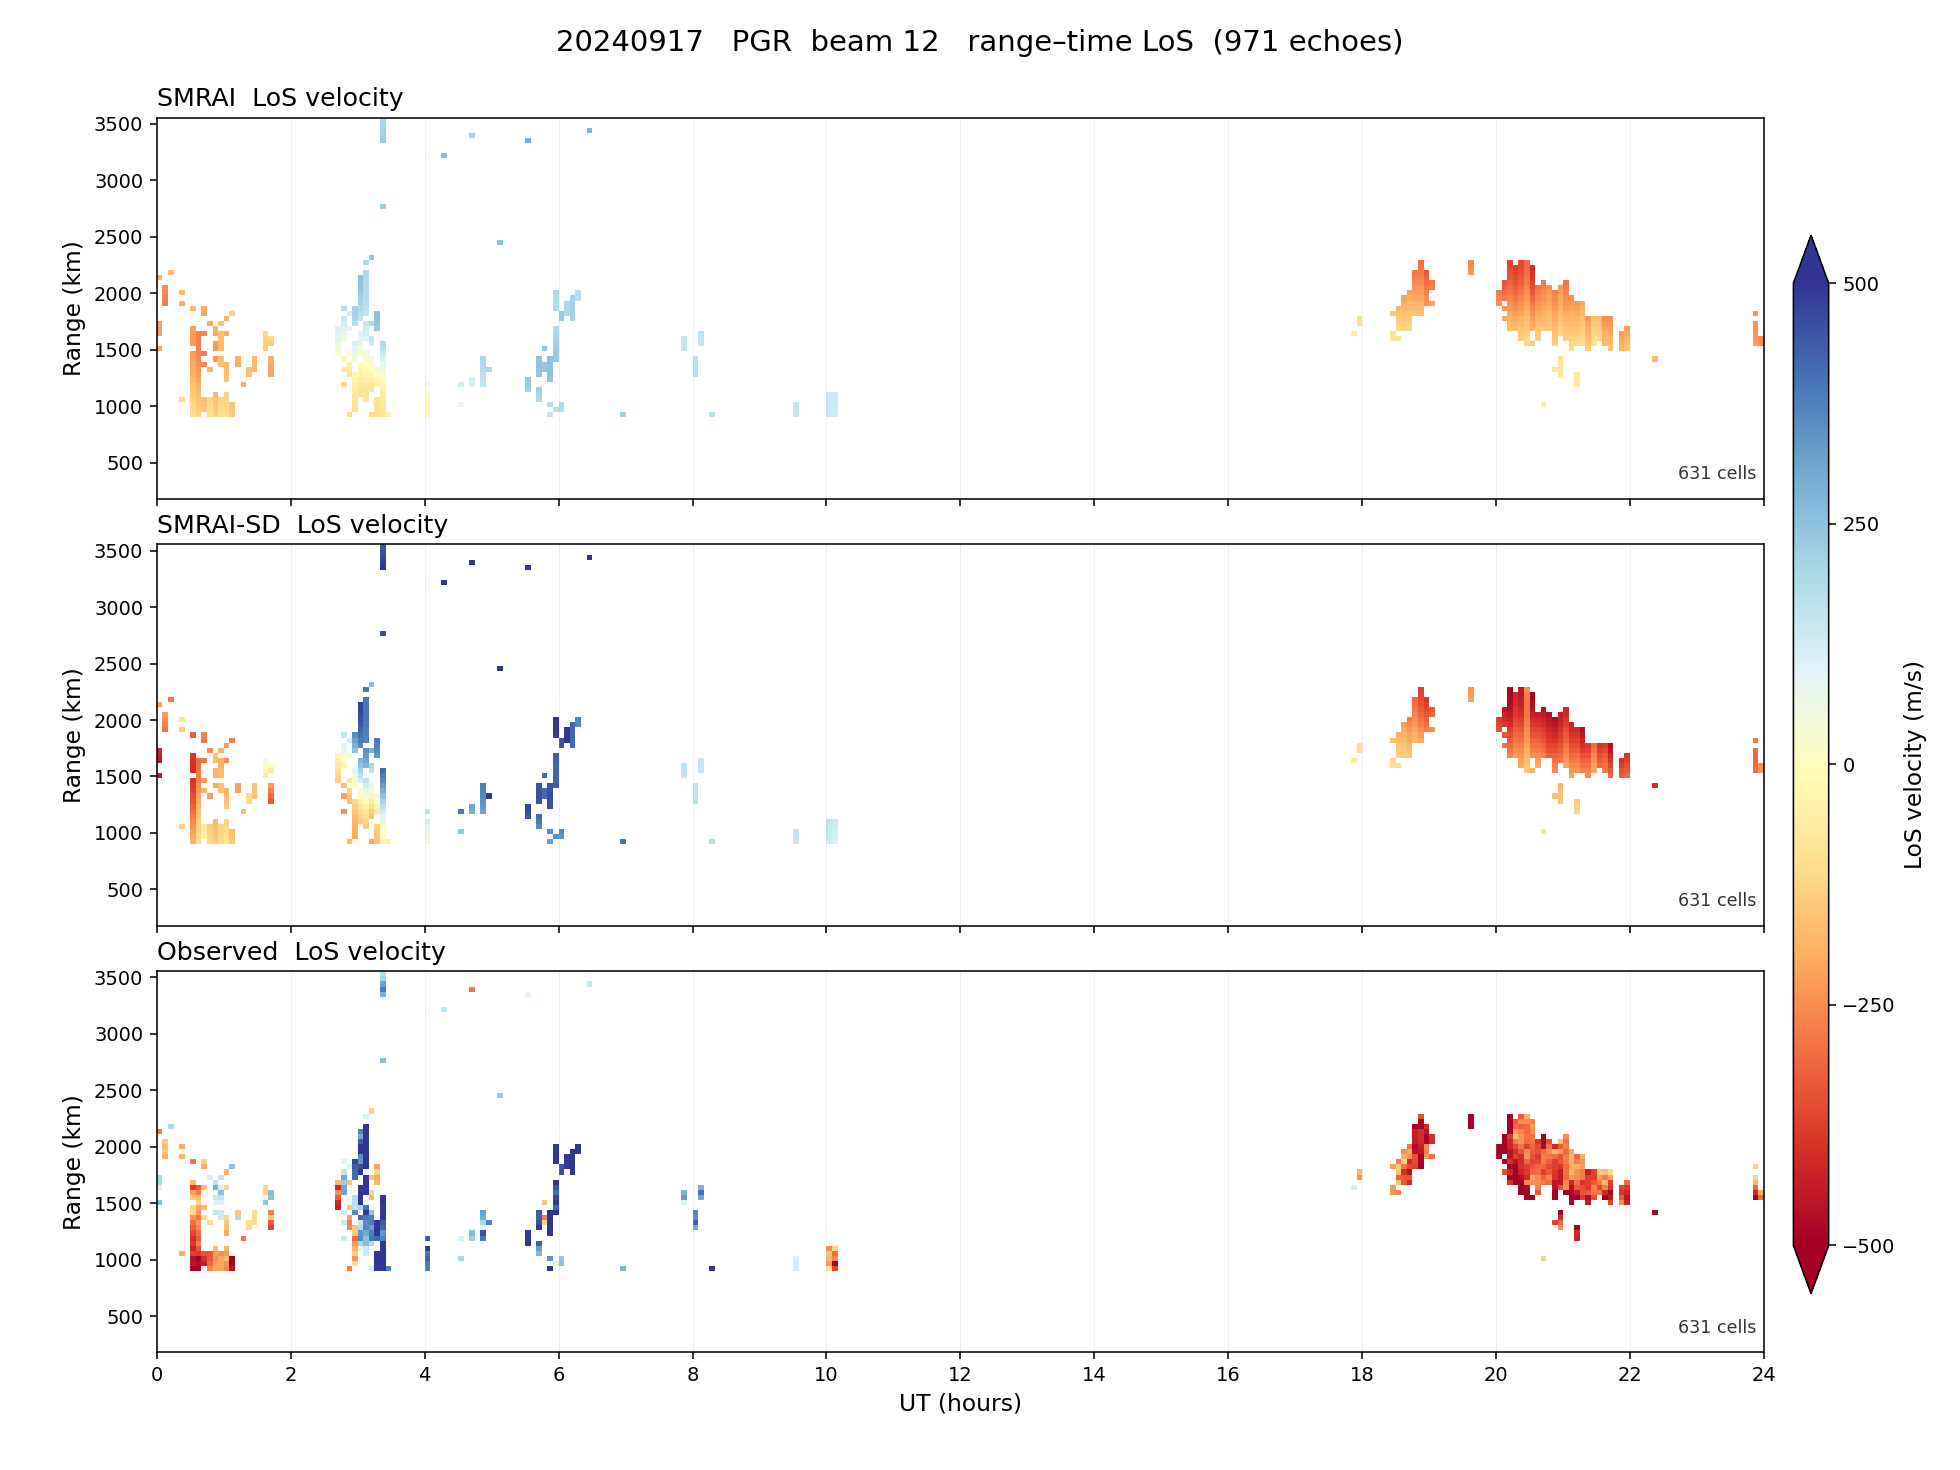 20240917   PGR  beam 12   range–time LoS  (971 echoes)
SMRAI  LoS velocity
3500
3000
2500
2000
1500
1000
500
Range (km)
631 cells
SMRAI-SD  LoS velocity
3500
3000
2500
2000
1500
1000
500
Range (km)
631 cells
Observed  LoS velocity
3500
3000
2500
2000
1500
1000
500
Range (km)
631 cells
0 2 4 6 8 10 12 14 16 18 20 22 24
UT (hours)
500
250
0
−250
−500
LoS velocity (m/s)